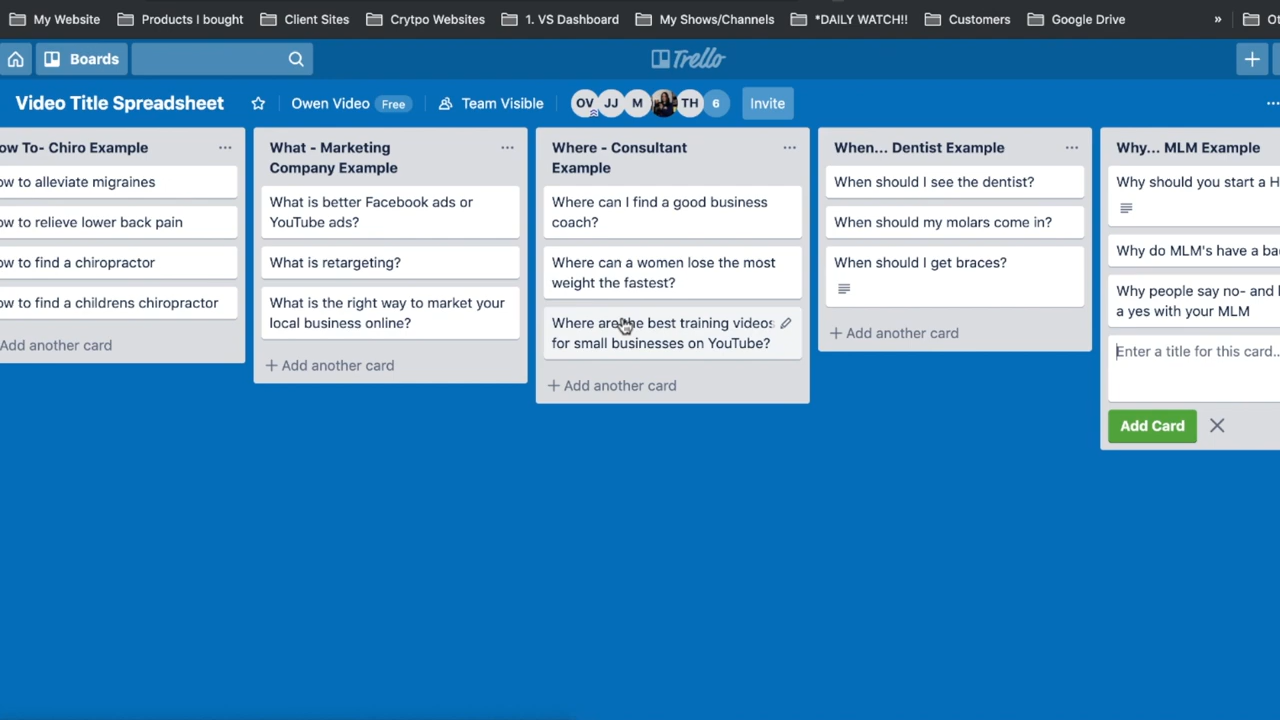 My Website
Products I bought
Client Sites
Crytpo Websites
1. VS Dashboard
My Shows/Channels
*DAILY WATCH!!
Customers
Google Drive
»
Boards
Trello
Video Title Spreadsheet
Owen Video
Free
Team Visible
OV
JJ
M
TH
6
Invite
ow To- Chiro Example
ow to alleviate migraines
ow to relieve lower back pain
ow to find a chiropractor
ow to find a childrens chiropractor
Add another card
What - Marketing
Company Example
What is better Facebook ads or
YouTube ads?
What is retargeting?
What is the right way to market your
local business online?
+ Add another card
Where - Consultant
Example
Where can I find a good business
coach?
Where can a women lose the most
weight the fastest?
Where are the best training videos
for small businesses on YouTube?
+ Add another card
When... Dentist Example
When should I see the dentist?
When should my molars come in?
When should I get braces?
+ Add another card
Why... MLM Example
Why should you start a H
Why do MLM's have a ba
Why people say no- and
a yes with your MLM
Enter a title for this card...
Add Card